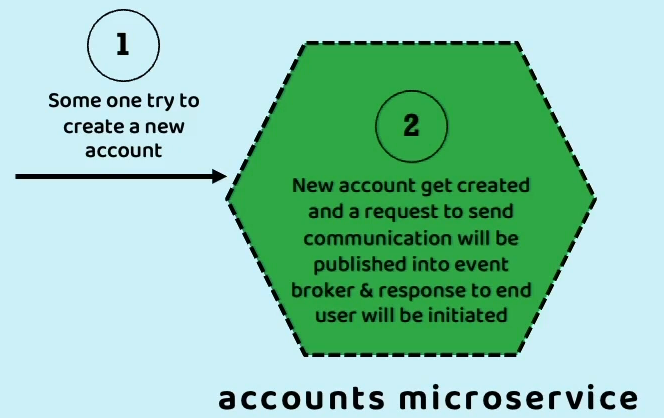 1
Some one try to
create a new
account
2
New account get created
and a request to send
communication will be
published into event
broker & response to end
user will be initiated
accounts microservice